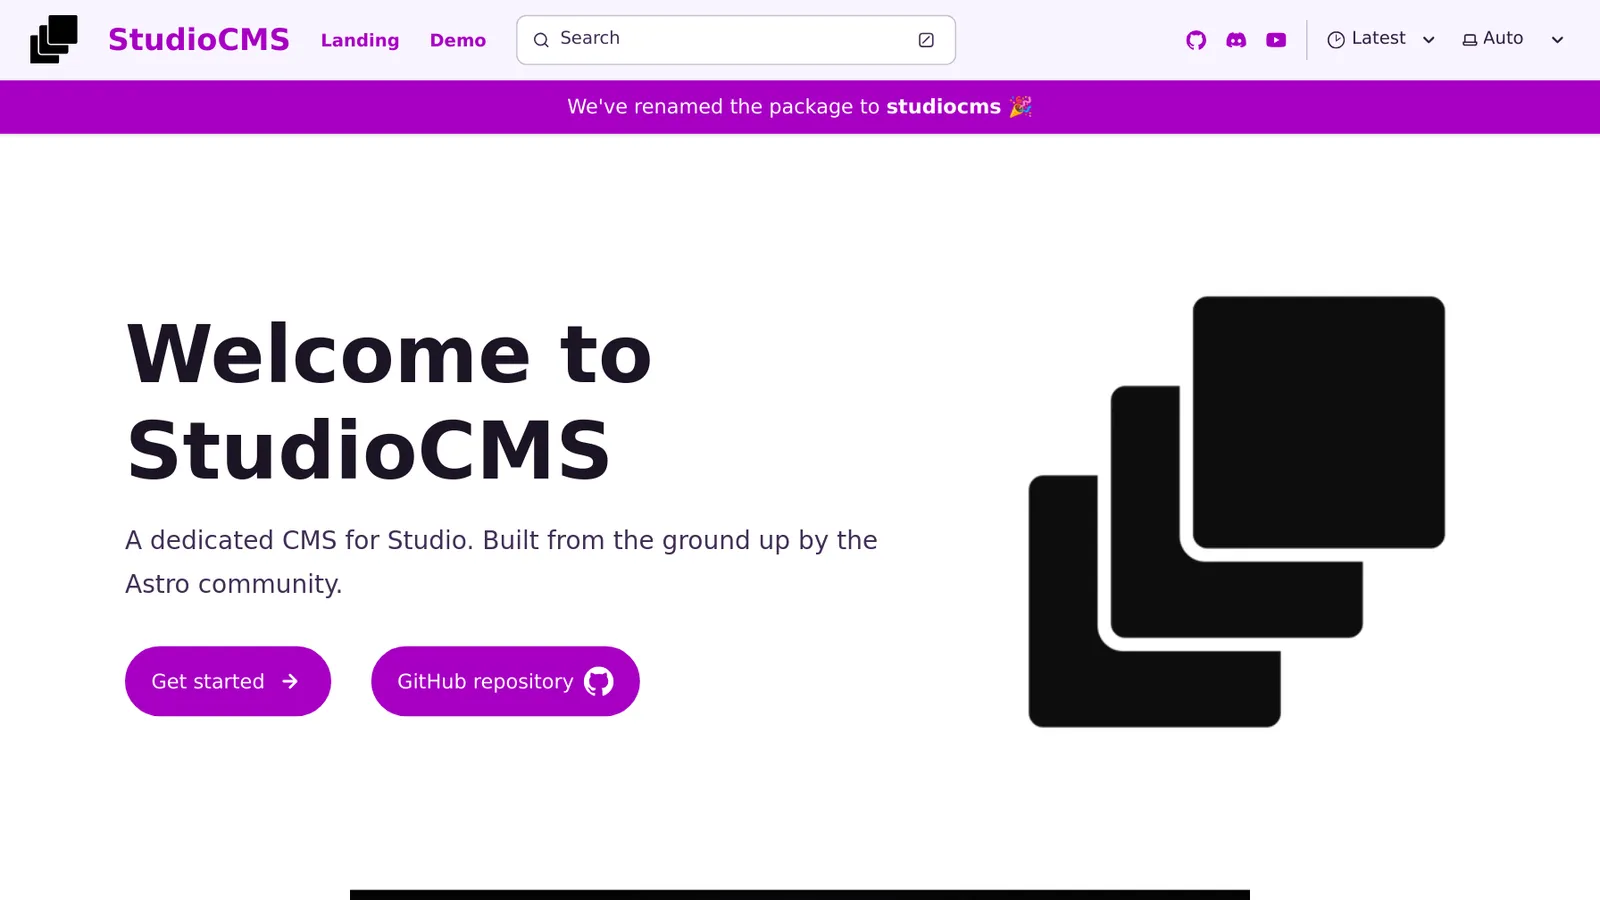 StudioCMS
Landing
Demo
Search
Latest
Auto
We've renamed the package to studiocms 🎉
Welcome to
StudioCMS
A dedicated CMS for Studio. Built from the ground up by the
Astro community.
Get started
GitHub repository